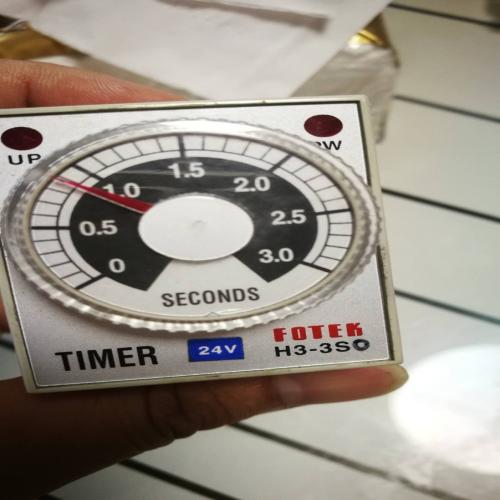 UP
OW
1.5
1.0
2.0
0.5
2.5
0
3.0
SECONDS
FOTEK
TIMER
24V
H3-3S